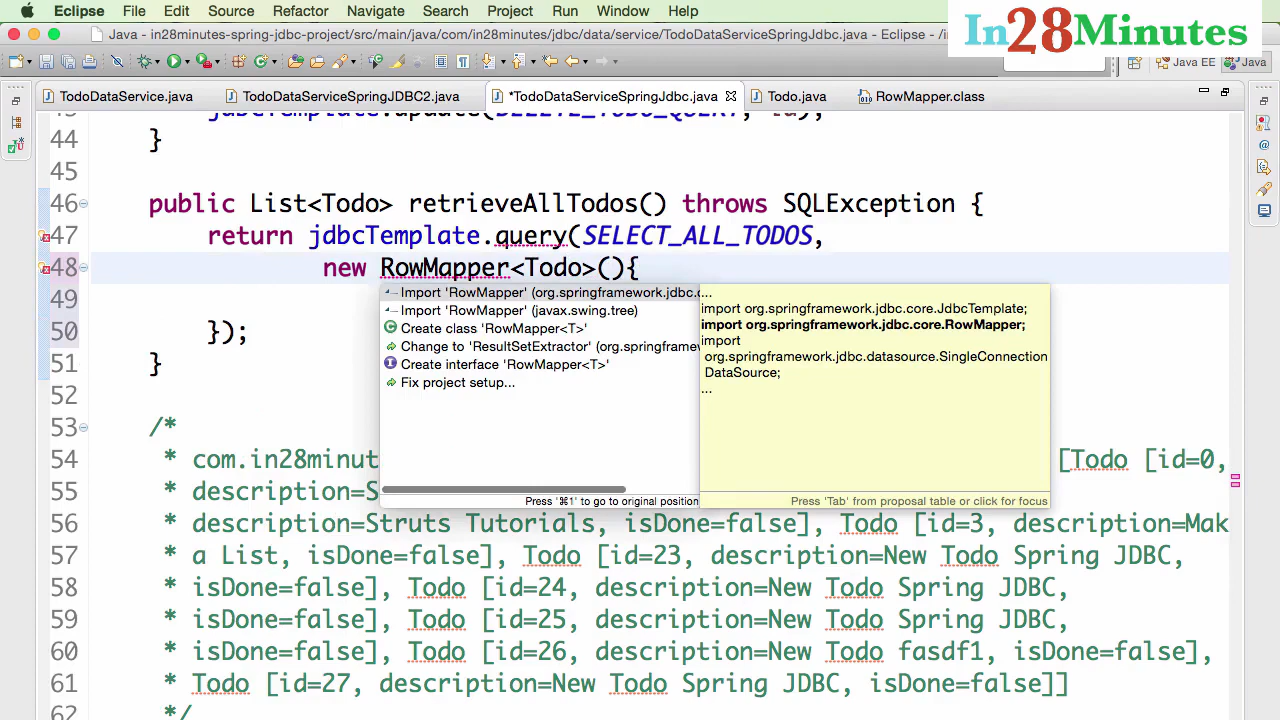 Eclipse File Edit Source Refactor Navigate Search Project Run Window Help
In28Minutes
Java - in28minutes-spring-jdbc/data/service/TodoDataServiceSpringJdbc.java - Eclipse
Java EE Java
TodoDataService.java TodoDataServiceSpringJDBC2.java *TodoDataServiceSpringJdbc.java Todo.java RowMapper.class
jdbcTemplate.update(DELETE_TODO_QUERY, id);
44 }
45
46 public List<Todo> retrieveAllTodos() throws SQLException {
47 return jdbcTemplate.query(SELECT_ALL_TODOS,
48 new RowMapper<Todo>(){
49
50 });
51 }
52
53 /*
54 * com.in28minut [Todo [id=0,
55 * description=S
56 * description=Struts Tutorials, isDone=false], Todo [id=3, description=Mak
57 * a List, isDone=false], Todo [id=23, description=New Todo Spring JDBC,
58 * isDone=false], Todo [id=24, description=New Todo Spring JDBC,
59 * isDone=false], Todo [id=25, description=New Todo Spring JDBC,
60 * isDone=false], Todo [id=26, description=New Todo fasdf1, isDone=false],
61 * Todo [id=27, description=New Todo Spring JDBC, isDone=false]]
62 */
Import 'RowMapper' (org.springframework.jdbc.c
Import 'RowMapper' (javax.swing.tree)
Create class 'RowMapper<T>'
Change to 'ResultSetExtractor' (org.springframew
Create interface 'RowMapper<T>'
Fix project setup...
Press '⌘1' to go to original position
...
import org.springframework.jdbc.core.JdbcTemplate;
import org.springframework.jdbc.core.RowMapper;
import
org.springframework.jdbc.datasource.SingleConnection
DataSource;
...
Press 'Tab' from proposal table or click for focus